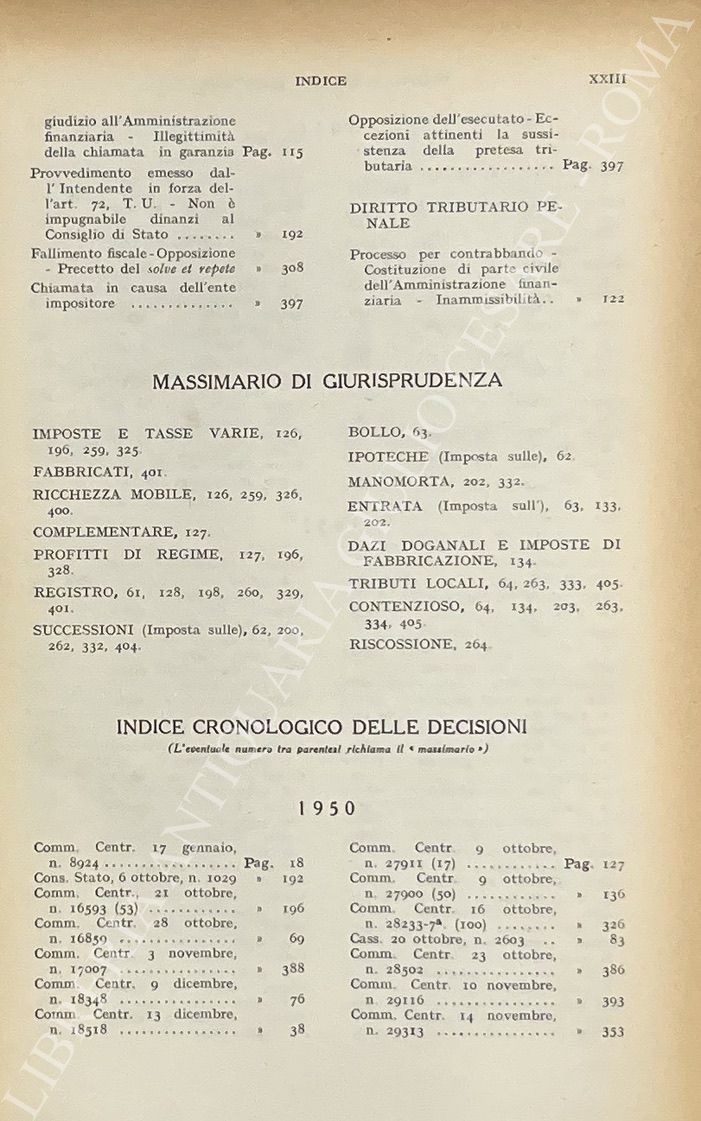 INDICE XXIII
giudizio all'Amministrazione
finanziaria - Illegittimità
della chiamata in garanzia Pag. 115
Provvedimento emesso dal-
l'Intendente in forza del-
l'art. 72, T. U. - Non è
impugnabile dinanzi al
Consiglio di Stato ........ » 192
Fallimento fiscale - Opposizione
- Precetto del solve et repete » 308
Chiamata in causa dell'ente
impositore ............. » 397
Opposizione dell'esecutato - Ec-
cezioni attinenti la sussi-
stenza della pretesa tri-
butaria ................. Pag. 397
DIRITTO TRIBUTARIO PE-
NALE
Processo per contrabbando -
Costituzione di parte civile
dell'Amministrazione finan-
ziaria - Inammissibilità.. » 122
MASSIMARIO DI GIURISPRUDENZA
IMPOSTE E TASSE VARIE, 126,
196, 259, 325.
FABBRICATI, 401.
RICCHEZZA MOBILE, 126, 259, 326,
400.
COMPLEMENTARE, 127.
PROFITTI DI REGIME, 127, 196,
328.
REGISTRO, 61, 128, 198, 260, 329,
401.
SUCCESSIONI (Imposta sulle), 62, 200,
262, 332, 404.
BOLLO, 63.
IPOTECHE (Imposta sulle), 62.
MANOMORTA, 202, 332.
ENTRATA (Imposta sull'), 63, 133,
202.
DAZI DOGANALI E IMPOSTE DI
FABBRICAZIONE, 134.
TRIBUTI LOCALI, 64, 263, 333, 405.
CONTENZIOSO, 64, 134, 203, 263,
334, 405.
RISCOSSIONE, 264.
INDICE CRONOLOGICO DELLE DECISIONI
(L'eventuale numero tra parentesi richiama il « massimario »)
1950
Comm. Centr. 17 gennaio,
n. 8924 ................. Pag. 18
Cons. Stato, 6 ottobre, n. 1029 » 192
Comm. Centr., 21 ottobre,
n. 16593 (53) ........... » 196
Comm. Centr. 28 ottobre,
n. 16859 ............... » 69
Comm. Centr. 3 novembre,
n. 17007 ............... » 388
Comm. Centr. 9 dicembre,
n. 18348 ............... » 76
Comm. Centr. 13 dicembre,
n. 18518 ............... » 38
Comm. Centr. 9 ottobre,
n. 27911 (17) ............ Pag. 127
Comm. Centr. 9 ottobre,
n. 27900 (50) ........... » 136
Comm. Centr. 16 ottobre,
n. 28233-7ª. (100) ........ » 326
Cass. 20 ottobre, n. 2603 .. » 83
Comm. Centr. 23 ottobre,
n. 28502 ............... » 386
Comm. Centr. 10 novembre,
n. 29116 ............... » 393
Comm. Centr. 14 novembre,
n. 29313 ............... » 353
LIBRERIA ANTIQUARIA GIULIO CESARE - ROMA